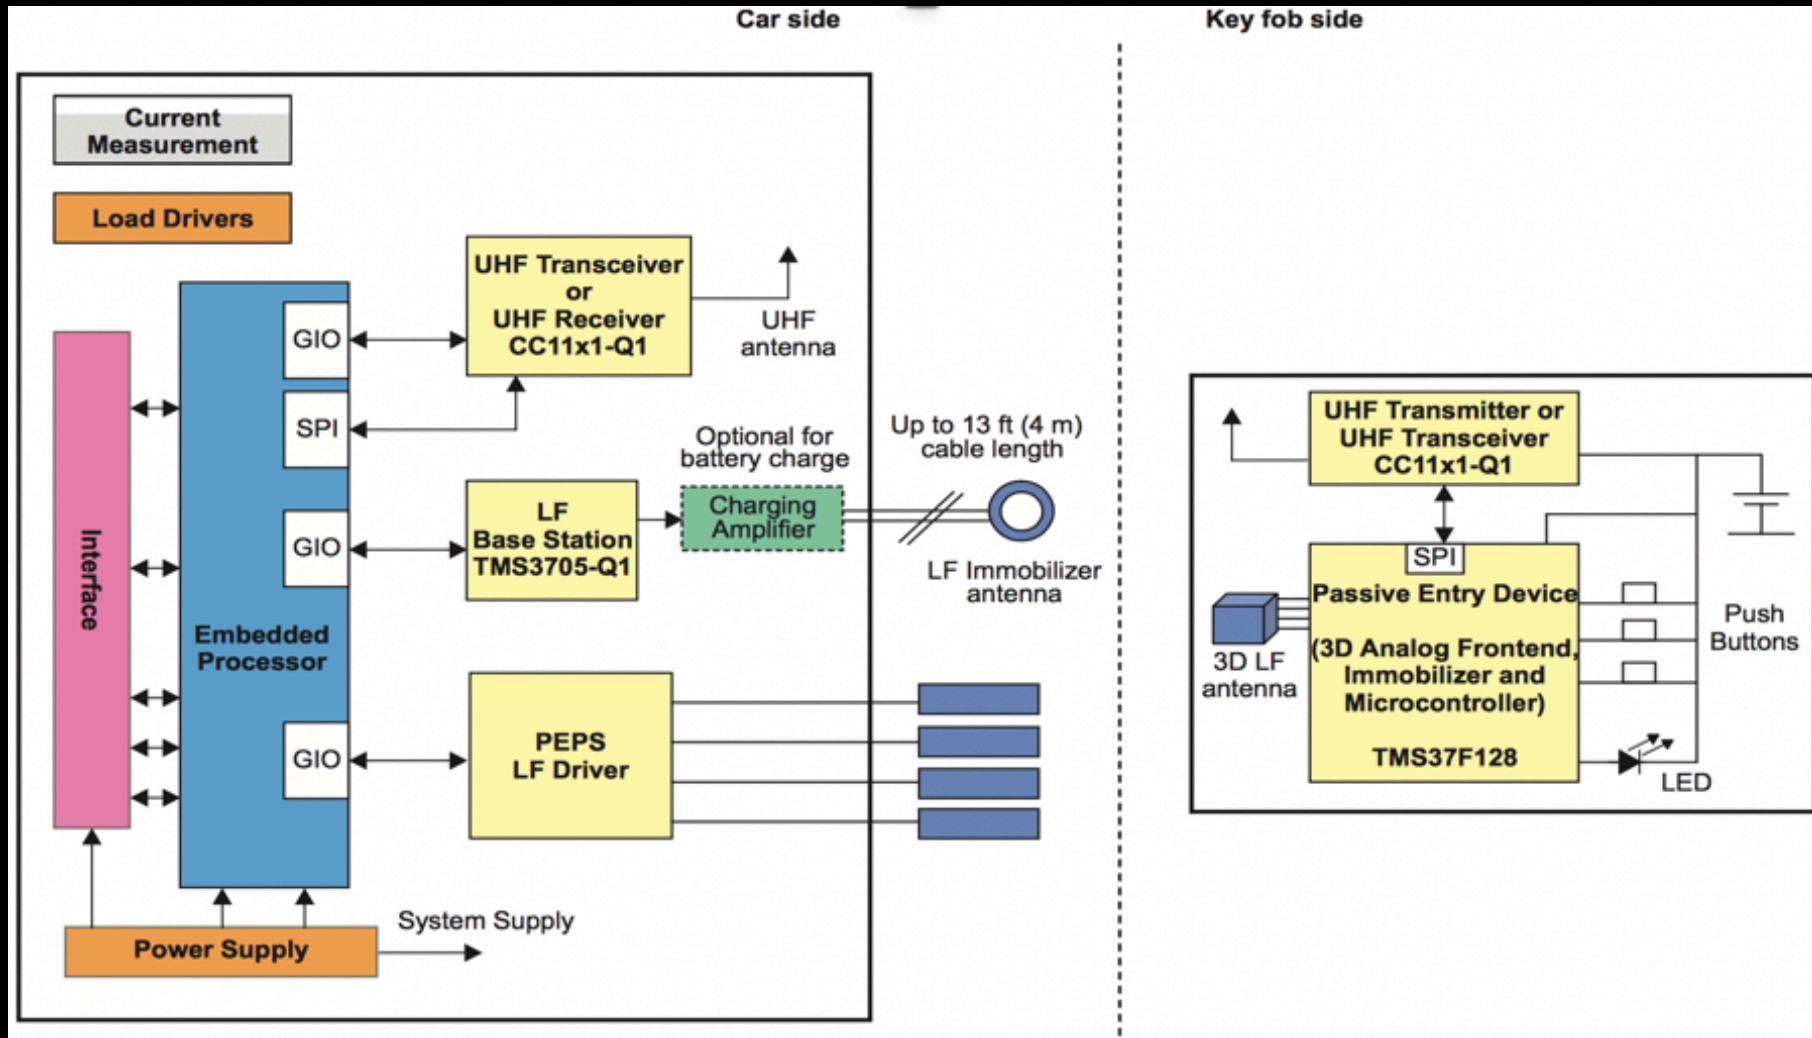 Car side
Key fob side
Current
Measurement
Load Drivers
UHF Transceiver
or
UHF Receiver
CC11x1-Q1
UHF
antenna
GIO
SPI
GIO
GIO
Interface
Embedded
Processor
Optional for
battery charge
Charging
Amplifier
Up to 13 ft (4 m)
cable length
LF
Base Station
TMS3705-Q1
LF Immobilizer
antenna
PEPS
LF Driver
System Supply
Power Supply
UHF Transmitter or
UHF Transceiver
CC11x1-Q1
SPI
Passive Entry Device
(3D Analog Frontend,
Immobilizer and
Microcontroller)
TMS37F128
3D LF
antenna
Push
Buttons
LED